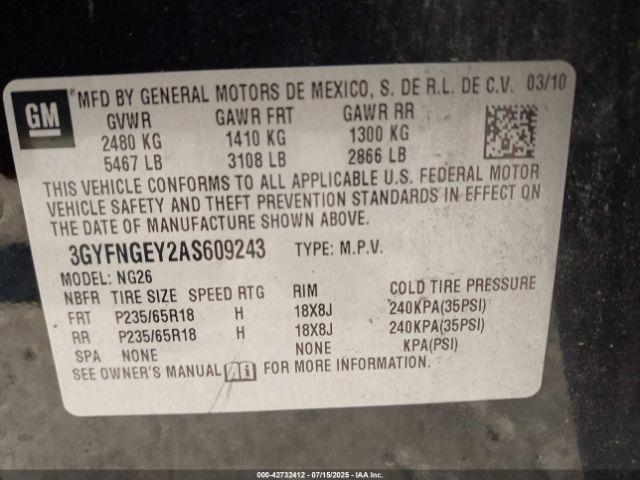 GM
MFD BY GENERAL MOTORS DE MEXICO, S. DE R.L. DE C.V. 03/10
GVWR GAWR FRT GAWR RR
2480 KG 1410 KG 1300 KG
5467 LB 3108 LB 2866 LB
THIS VEHICLE CONFORMS TO ALL APPLICABLE U.S. FEDERAL MOTOR
VEHICLE SAFETY AND THEFT PREVENTION STANDARDS IN EFFECT ON
THE DATE OF MANUFACTURE SHOWN ABOVE.
3GYFNGEY2AS609243 TYPE: M.P.V.
MODEL: NG26
NBFR TIRE SIZE SPEED RTG RIM COLD TIRE PRESSURE
FRT P235/65R18 H 18X8J 240KPA(35PSI)
RR P235/65R18 H 18X8J 240KPA(35PSI)
SPA NONE NONE KPA(PSI)
SEE OWNER'S MANUAL FOR MORE INFORMATION.
000-42732412 - 07/15/2025 - IAA Inc.